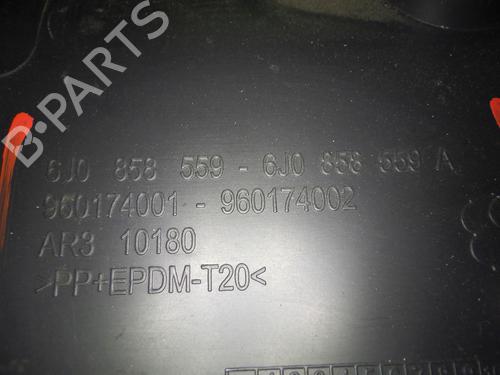 B-PARTS
6J0 858 559 - 6J0 858 559 A
960174001 - 960174002
AR3 10180
>PP+EPDM-T20<